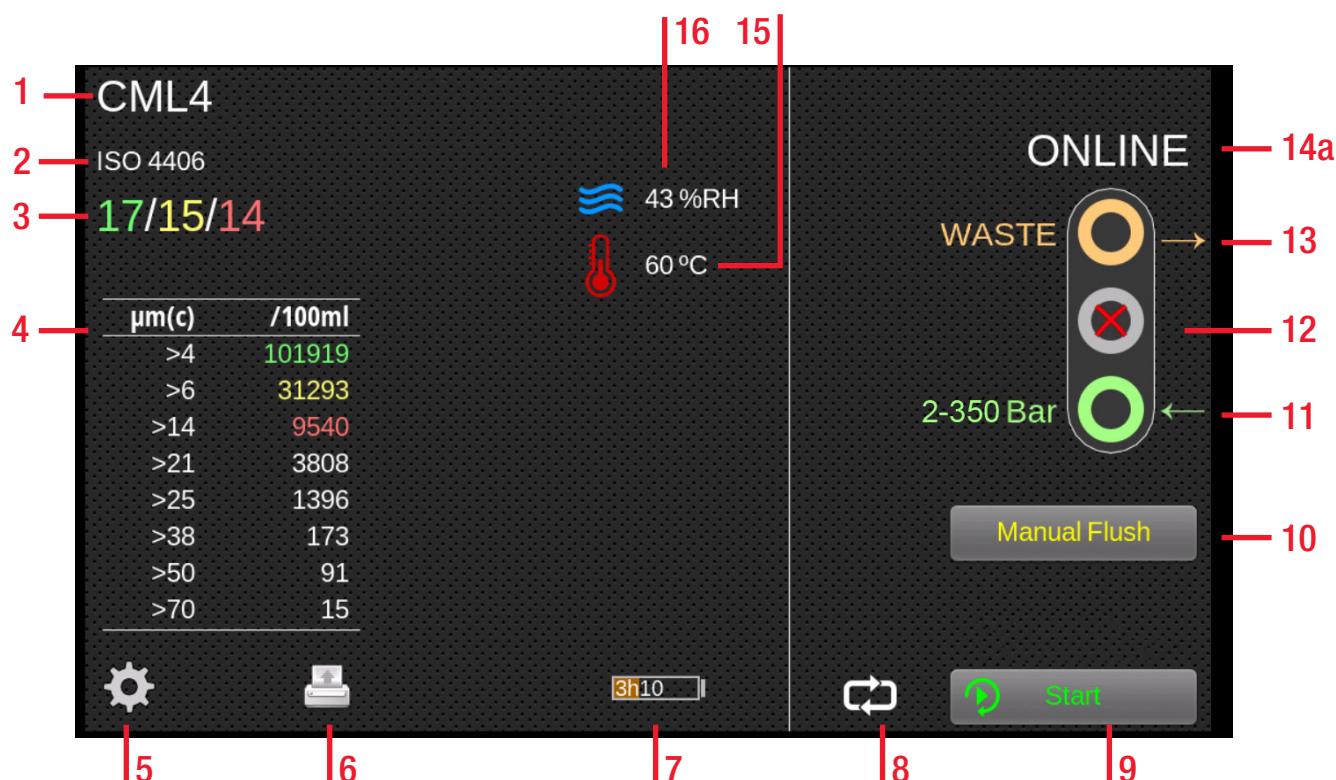 16 15
1 CML4
ONLINE 14a
2 ISO 4406
3 17/15/14
43 %RH
WASTE 13
60 ºC
4 µm(c) /100ml
12
>4 101919
>6 31293
>14 9540
2-350 Bar 11
>21 3808
>25 1396
>38 173
Manual Flush 10
>50 91
>70 15
3h10
Start
5 6 7 8 9